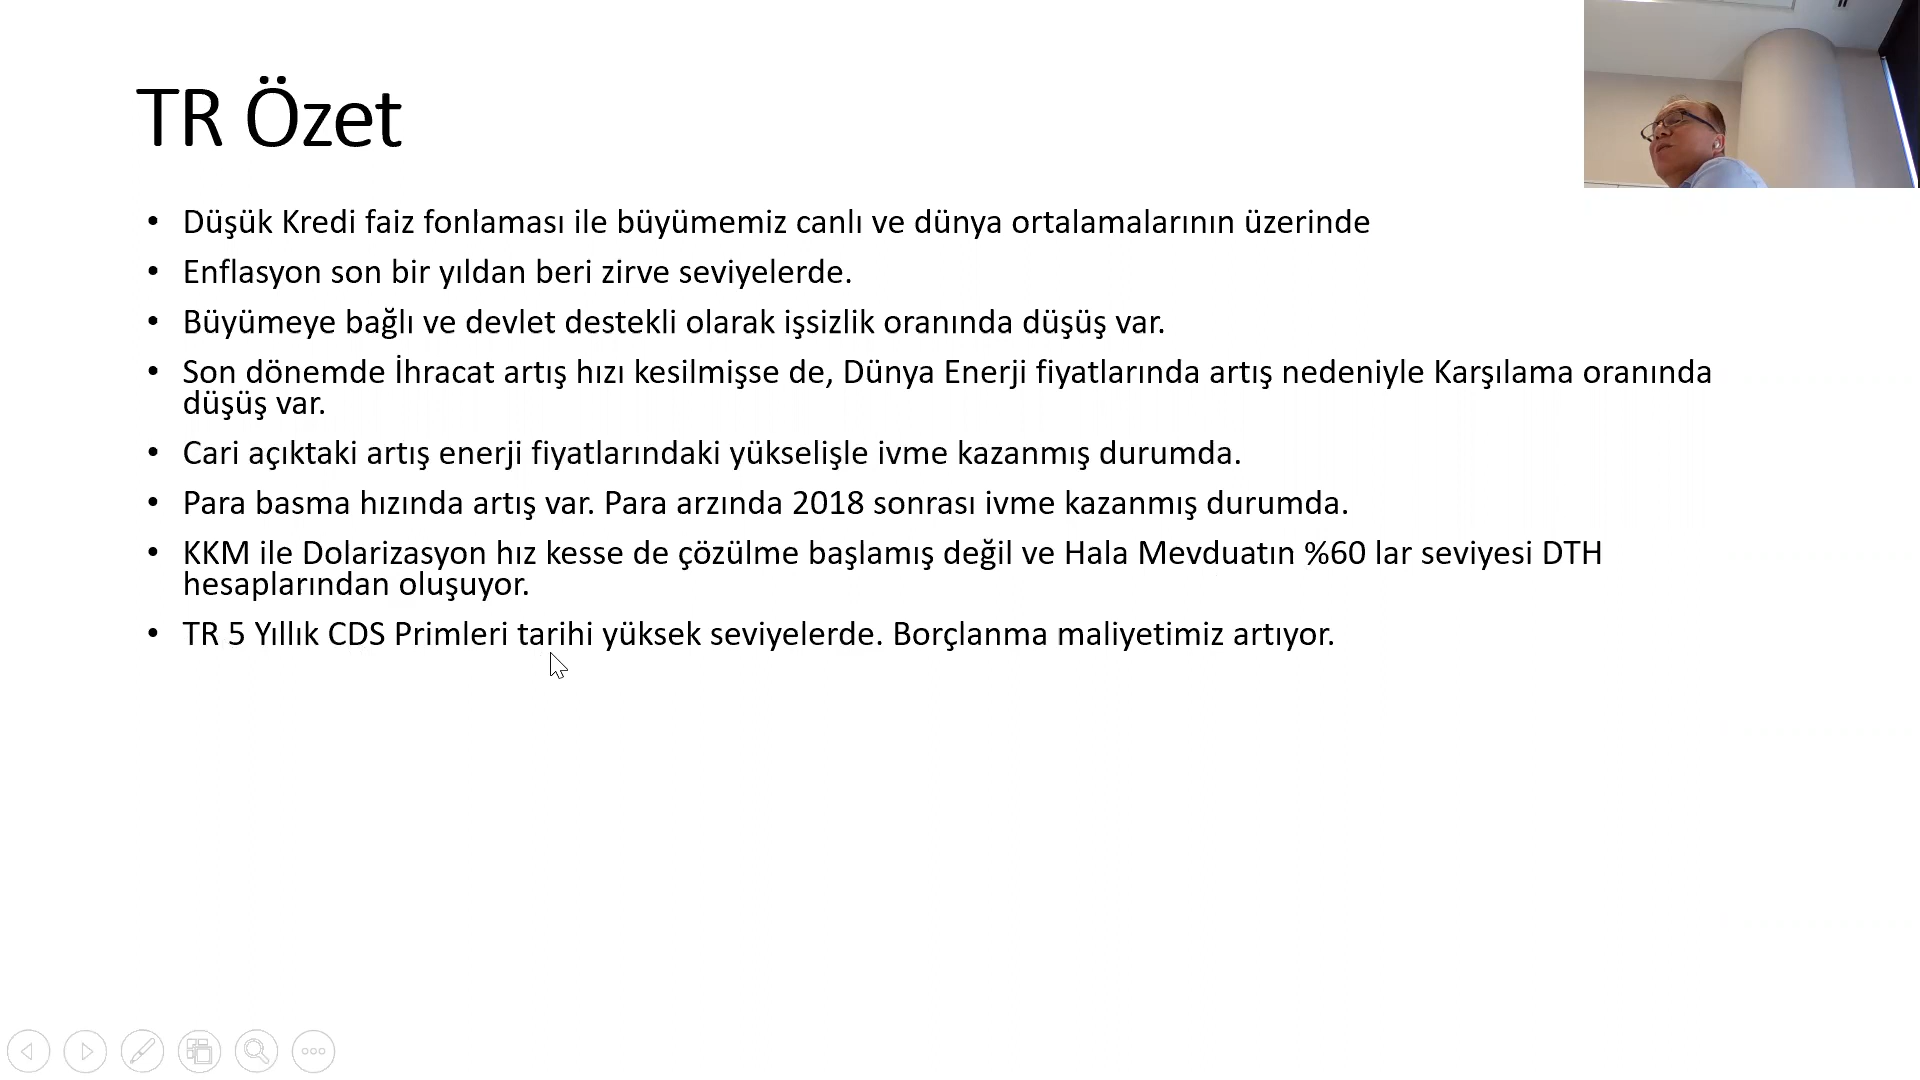 TR Özet
• Düşük Kredi faiz fonlaması ile büyümemiz canlı ve dünya ortalamalarının üzerinde
• Enflasyon son bir yıldan beri zirve seviyelerde.
• Büyümeye bağlı ve devlet destekli olarak işsizlik oranında düşüş var.
• Son dönemde İhracat artış hızı kesilmişse de, Dünya Enerji fiyatlarında artış nedeniyle Karşılama oranında
düşüş var.
• Cari açıktaki artış enerji fiyatlarındaki yükselişle ivme kazanmış durumda.
• Para basma hızında artış var. Para arzında 2018 sonrası ivme kazanmış durumda.
• KKM ile Dolarizasyon hız kesse de çözülme başlamış değil ve Hala Mevduatın %60 lar seviyesi DTH
hesaplarından oluşuyor.
• TR 5 Yıllık CDS Primleri tarihi yüksek seviyelerde. Borçlanma maliyetimiz artıyor.